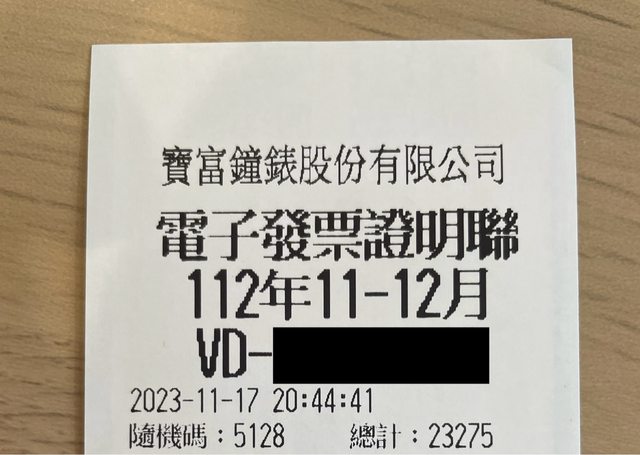 寶富鐘錶股份有限公司
電子發票證明聯
112年11-12月
VD-
2023-11-17 20:44:41
隨機碼：5128 總計：23275